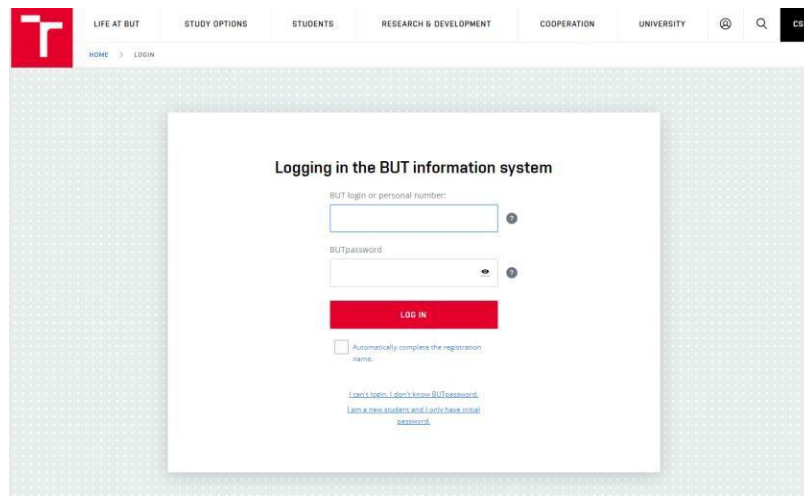 LIFE AT BUT STUDY OPTIONS STUDENTS RESEARCH & DEVELOPMENT COOPERATION UNIVERSITY CS
HOME > LOGIN
Logging in the BUT information system
BUT login or personal number:
?
BUTpassword
?
LOG IN
Automatically complete the registration
name.
I can't login, I don't know BUTpassword.
I am a new student and I only have initial
password.